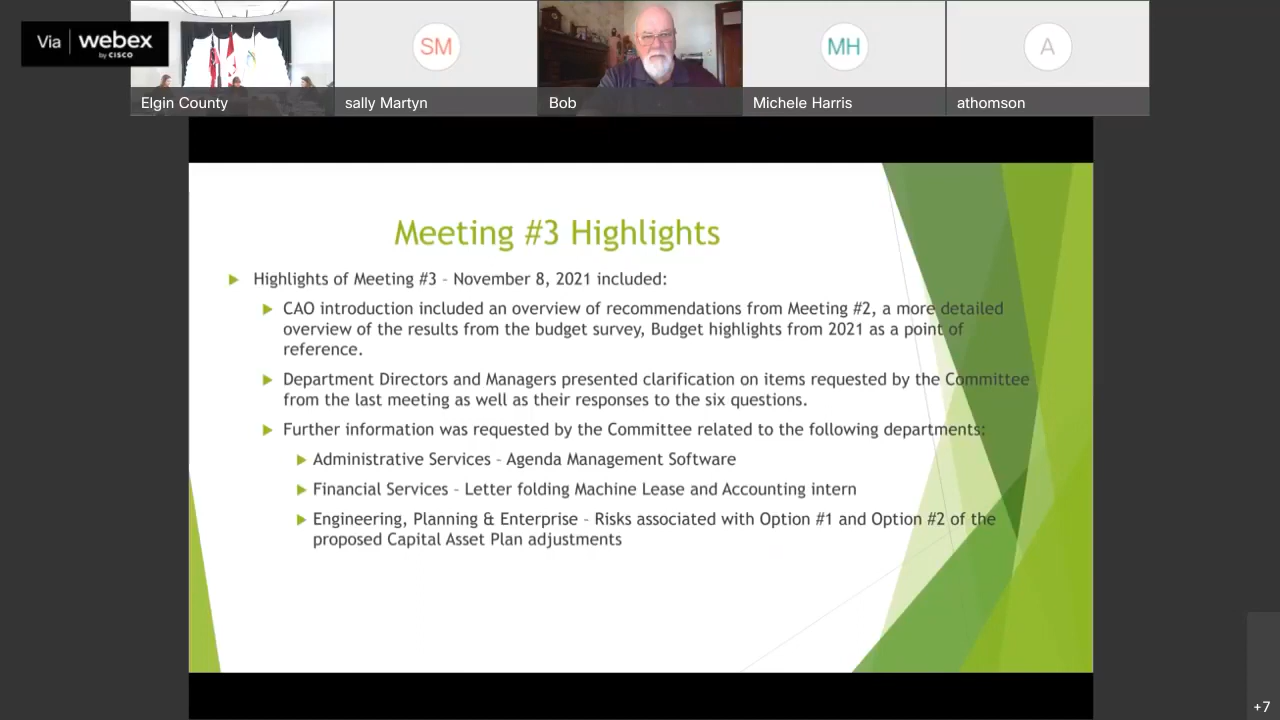 Via webex
by CISCO
SM
MH
A
Elgin County
sally Martyn
Bob
Michele Harris
athomson
Meeting #3 Highlights
Highlights of Meeting #3 - November 8, 2021 included:
CAO introduction included an overview of recommendations from Meeting #2, a more detailed
overview of the results from the budget survey, Budget highlights from 2021 as a point of
reference.
Department Directors and Managers presented clarification on items requested by the Committee
from the last meeting as well as their responses to the six questions.
Further information was requested by the Committee related to the following departments:
Administrative Services – Agenda Management Software
Financial Services – Letter folding Machine Lease and Accounting intern
Engineering, Planning & Enterprise – Risks associated with Option #1 and Option #2 of the
proposed Capital Asset Plan adjustments
+7